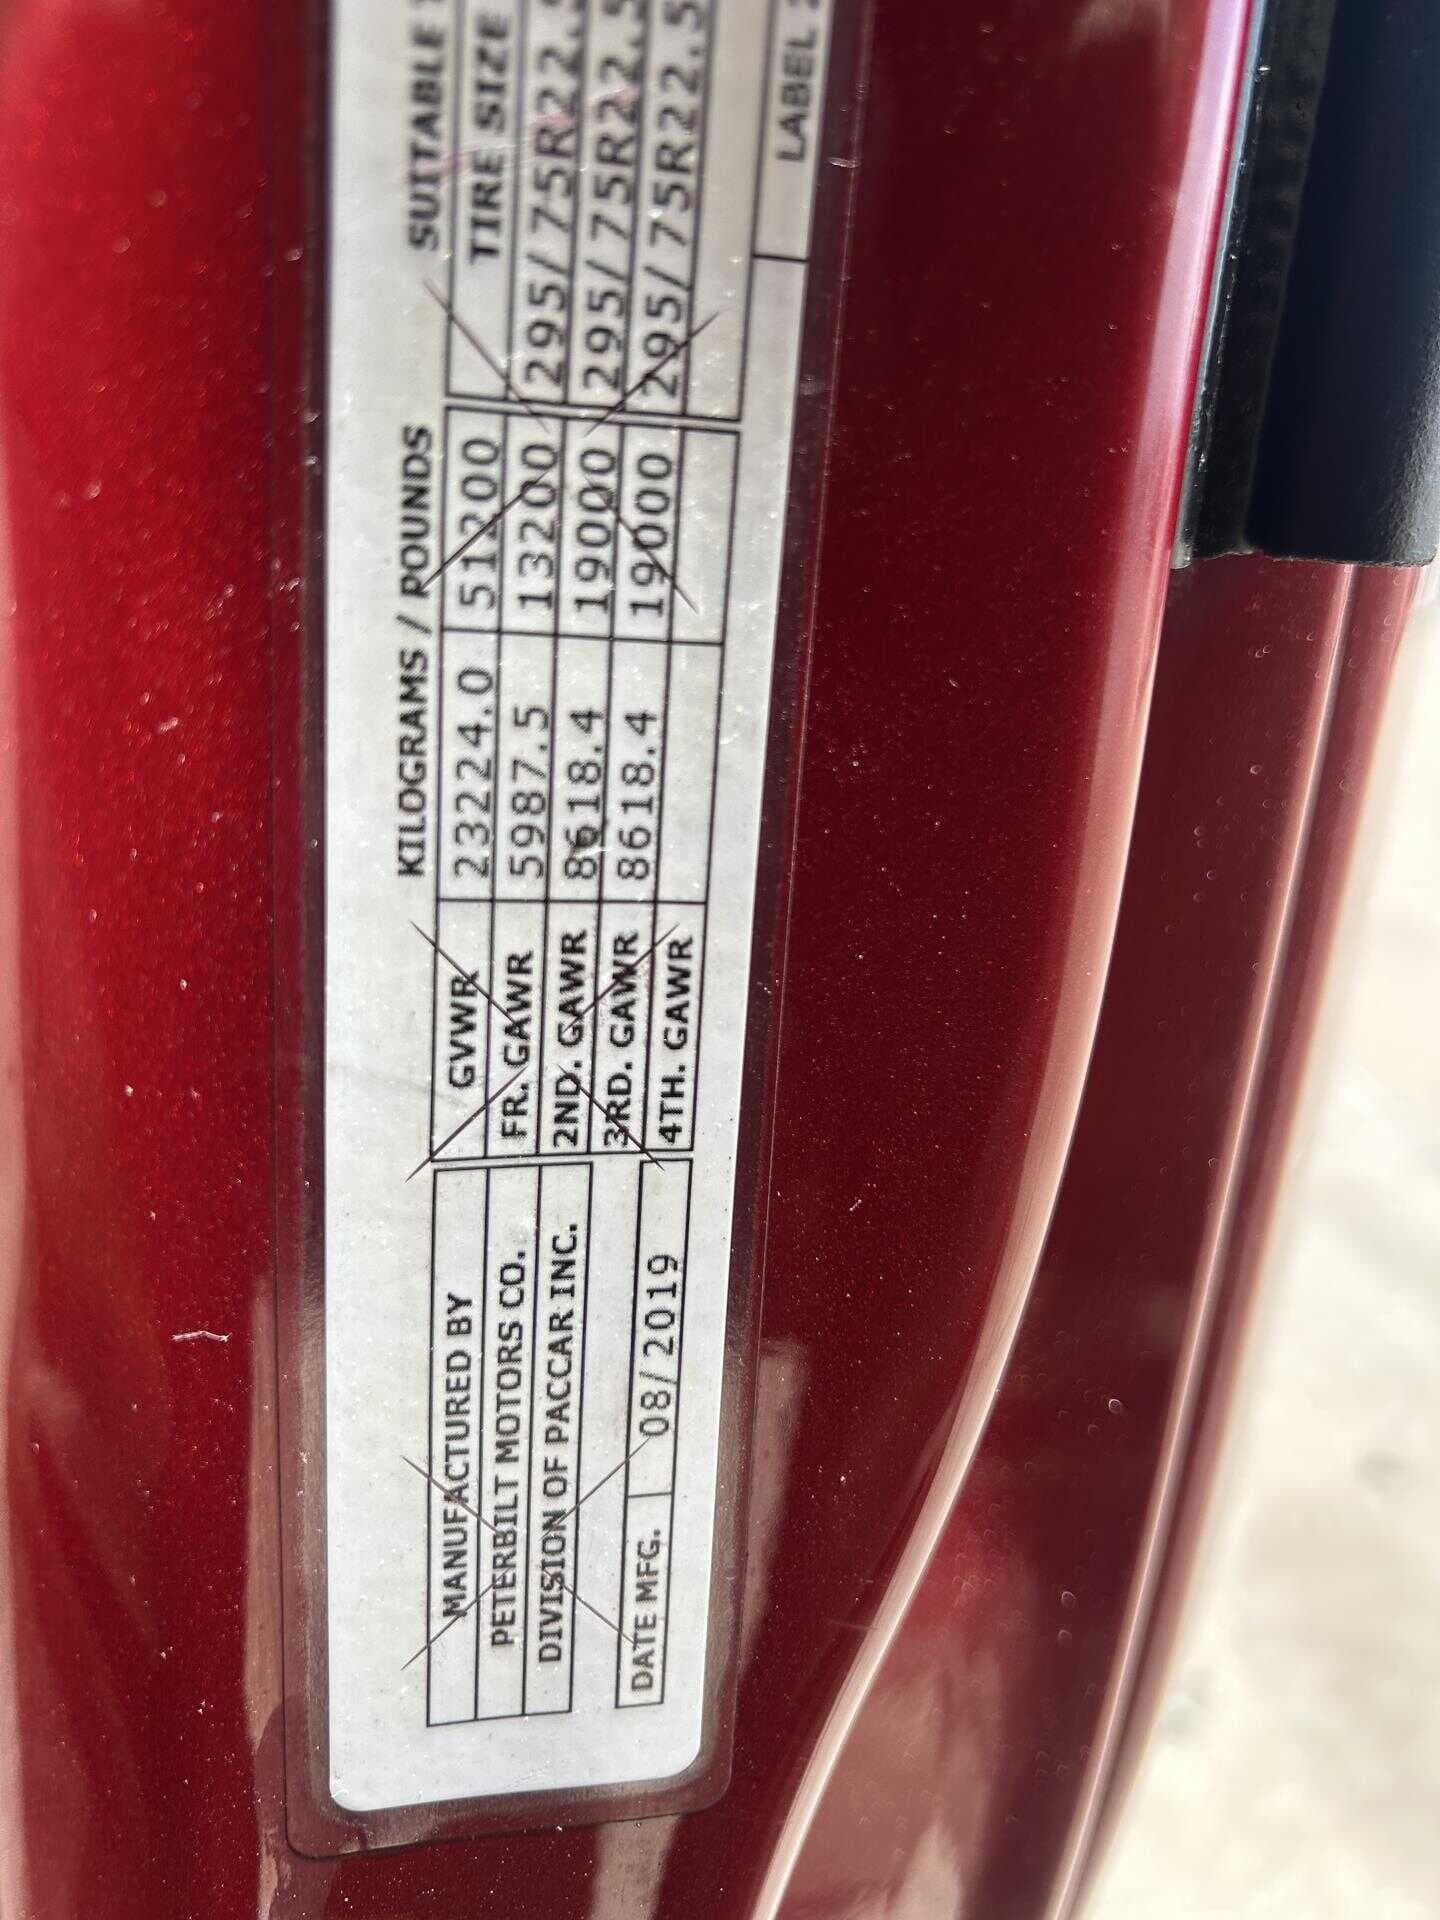 MANUFACTURED BY
PETERBILT MOTORS CO.
DIVISION OF PACCAR INC.
DATE MFG. 08/2019
KILOGRAMS / POUNDS
GVWR 23224.0 51200
FR. GAWR 5987.5 13200
2ND. GAWR 8618.4 19000
3RD. GAWR 8618.4 19000
4TH. GAWR
SUITABLE
TIRE SIZE
295/75R22.5
295/75R22.5
295/75R22.5
LABEL